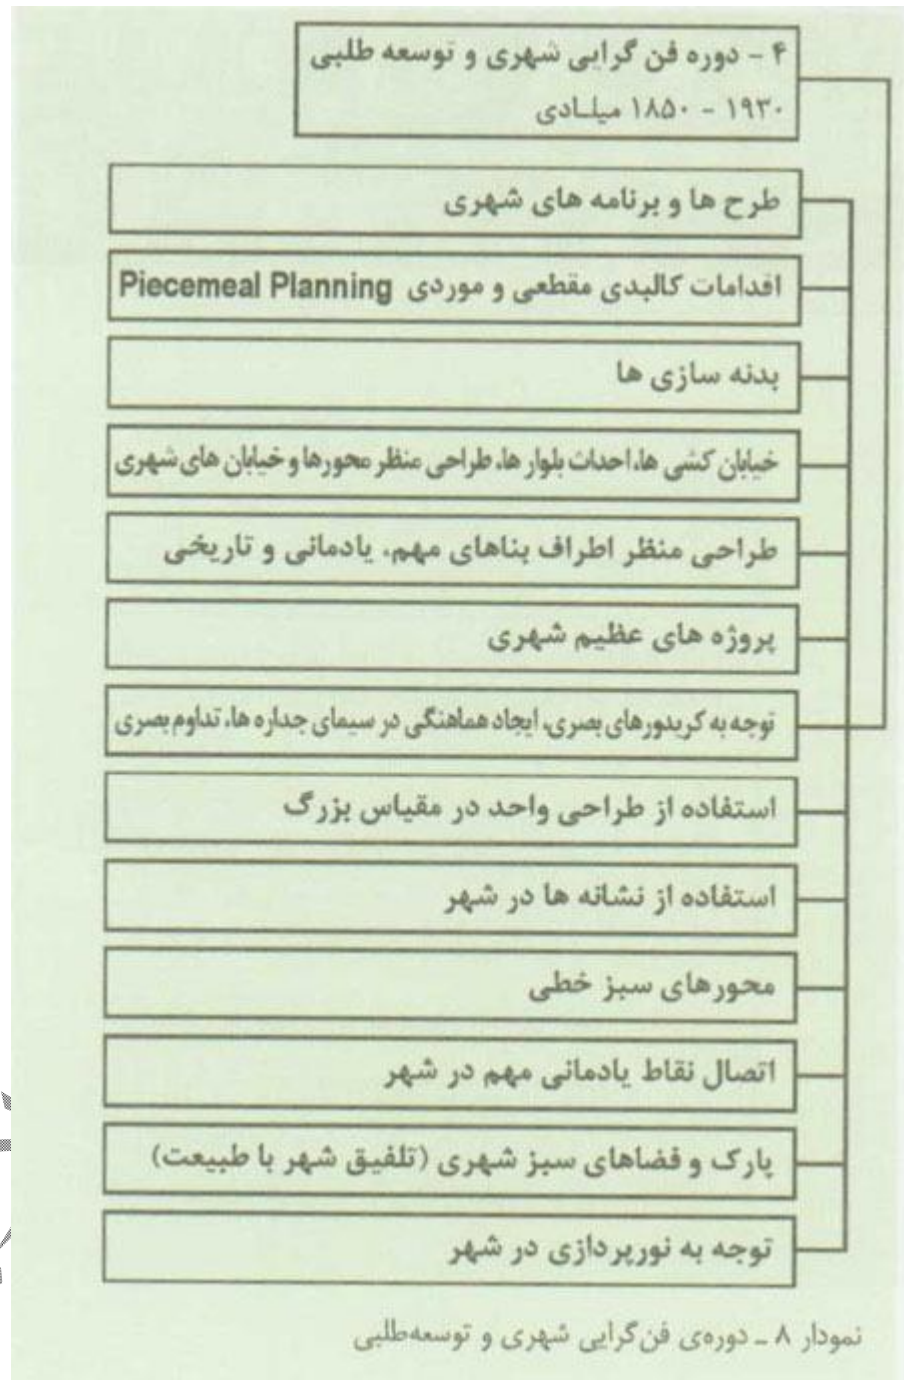 ۴ - دوره فن گرایی شهری و توسعه طلبی
۱۹۳۰ - ۱۸۵۰ میلادی
طرح ها و برنامه های شهری
اقدامات کالبدی مقطعی و موردی Piecemeal Planning
بدنه سازی ها
خیابان کشی ها، احداث بلوار ها، طراحی منظر محورها و خیابان های شهری
طراحی منظر اطراف بناهای مهم، یادمانی و تاریخی
پروژه های عظیم شهری
توجه به کریدورهای بصری، ایجاد هماهنگی در سیمای جداره ها، تداوم بصری
استفاده از طراحی واحد در مقیاس بزرگ
استفاده از نشانه ها در شهر
محورهای سبز خطی
اتصال نقاط یادمانی مهم در شهر
پارک و فضاهای سبز شهری (تلفیق شهر با طبیعت)
توجه به نورپردازی در شهر
نمودار ۸ ـ دوره‌ی فن‌گرایی شهری و توسعه‌طلبی